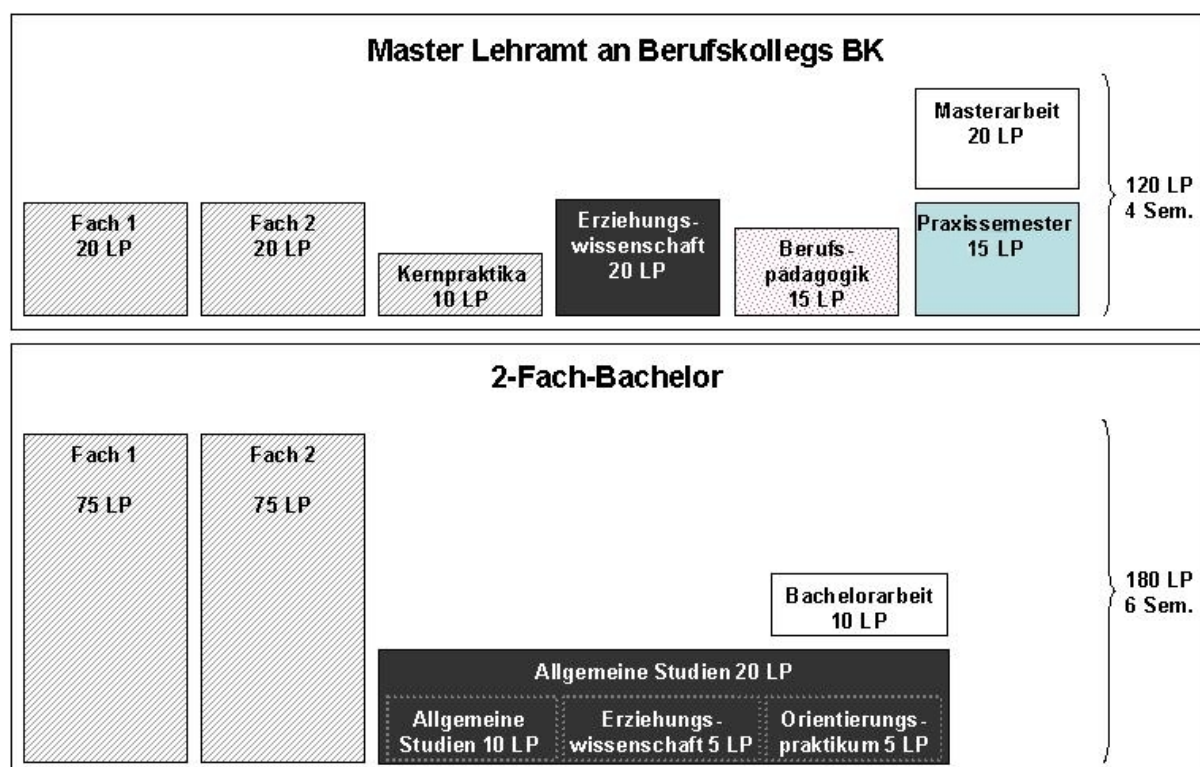 Master Lehramt an Berufskollegs BK
Masterarbeit
20 LP
120 LP
4 Sem.
Fach 1
20 LP
Fach 2
20 LP
Kernpraktika
10 LP
Erziehungs-
wissenschaft
20 LP
Berufs-
pädagogik
15 LP
Praxissemester
15 LP
2-Fach-Bachelor
Fach 1
75 LP
Fach 2
75 LP
Bachelorarbeit
10 LP
180 LP
6 Sem.
Allgemeine Studien 20 LP
Allgemeine
Studien 10 LP
Erziehungs-
wissenschaft 5 LP
Orientierungs-
praktikum 5 LP